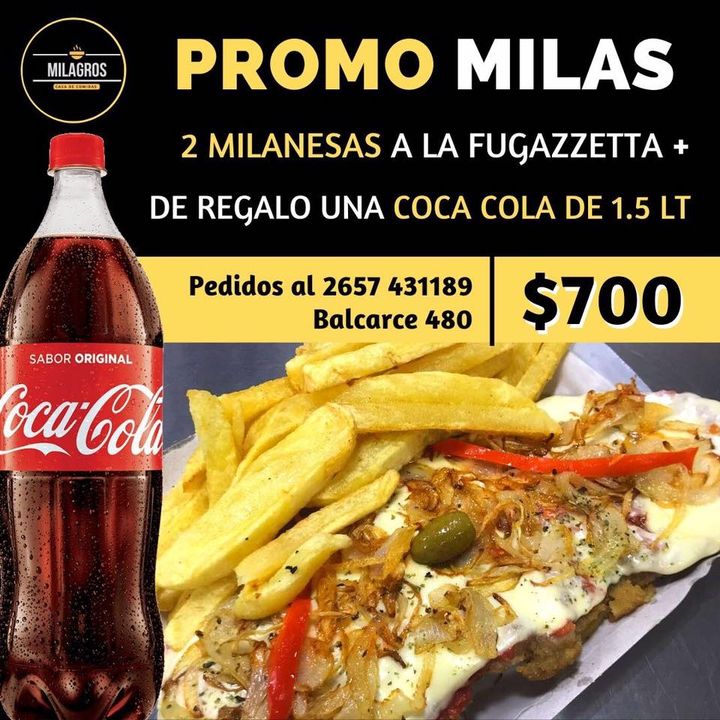 MILAGROS
CASA DE COMIDAS
PROMO MILAS
2 MILANESAS A LA FUGAZZETTA +
DE REGALO UNA COCA COLA DE 1.5 LT
Pedidos al 2657 431189
Balcarce 480
$700
SABOR ORIGINAL
Coca-Cola